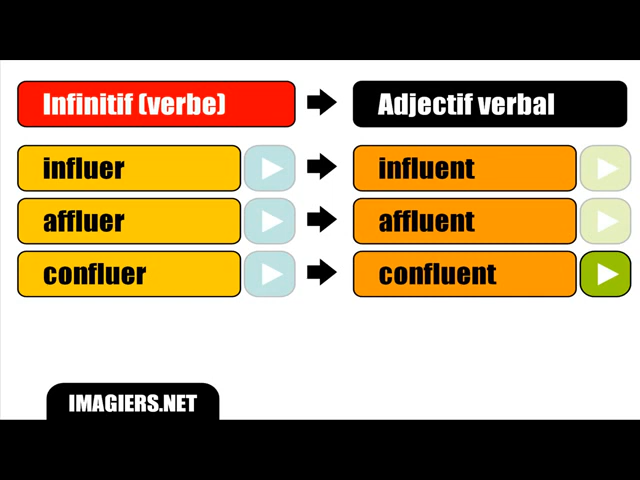 Infinitif (verbe) Adjectif verbal
influer influent
affluer affluent
confluer confluent
IMAGIERS.NET